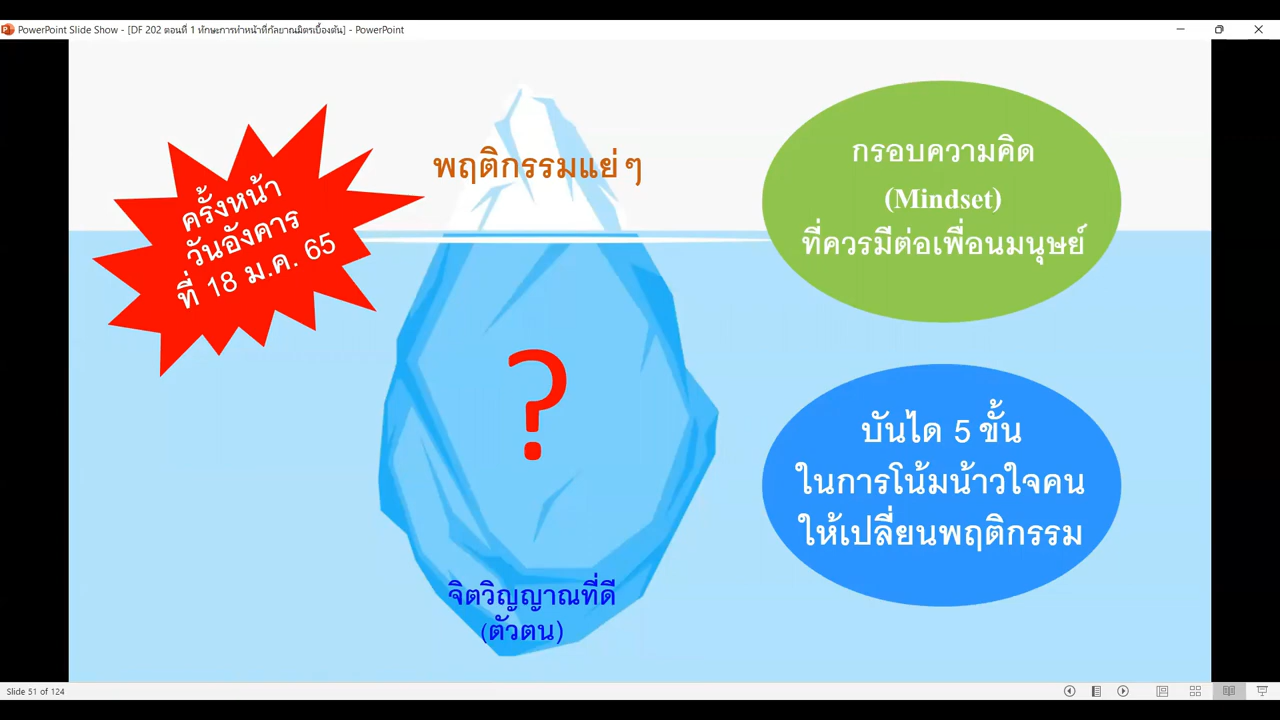 PowerPoint Slide Show - [DF 202 ตอนที่ 1 ทักษะการทำหน้าที่กัลยาณมิตรเบื้องต้น] - PowerPoint
ครั้งหน้า
วันอังคาร
ที่ 18 ม.ค. 65
พฤติกรรมแย่ๆ
?
จิตวิญญาณที่ดี
(ตัวตน)
กรอบความคิด
(Mindset)
ที่ควรมีต่อเพื่อนมนุษย์
บันได 5 ขั้น
ในการโน้มน้าวใจคน
ให้เปลี่ยนพฤติกรรม
Slide 51 of 124